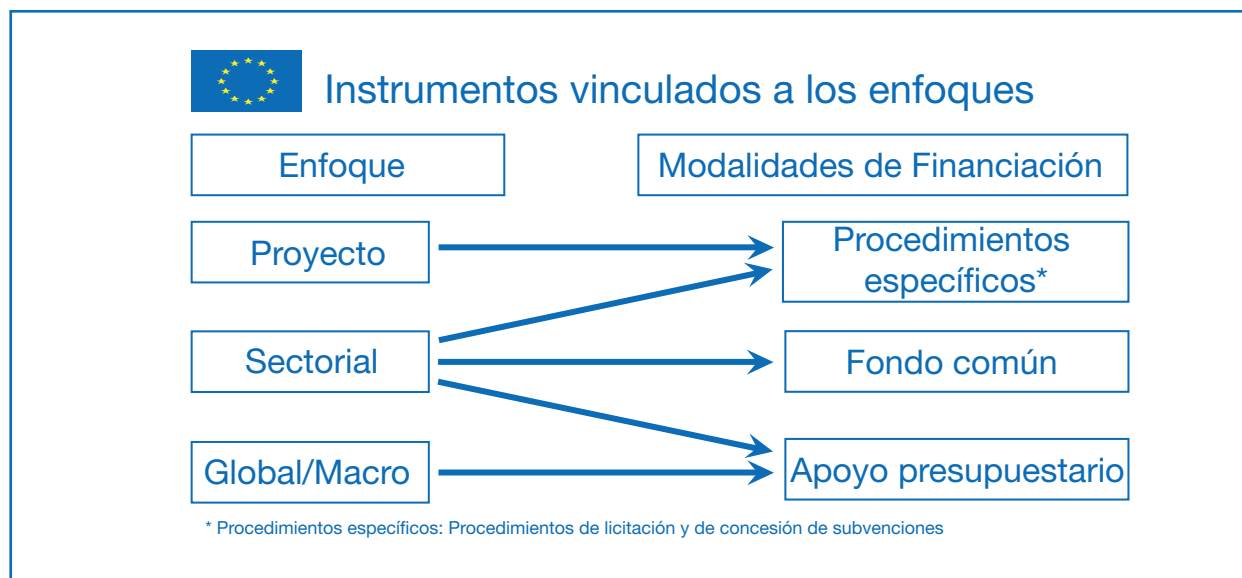 Instrumentos vinculados a los enfoques
Enfoque
Modalidades de Financiación
Proyecto
Procedimientos
específicos*
Sectorial
Fondo común
Global/Macro
Apoyo presupuestario
* Procedimientos específicos: Procedimientos de licitación y de concesión de subvenciones